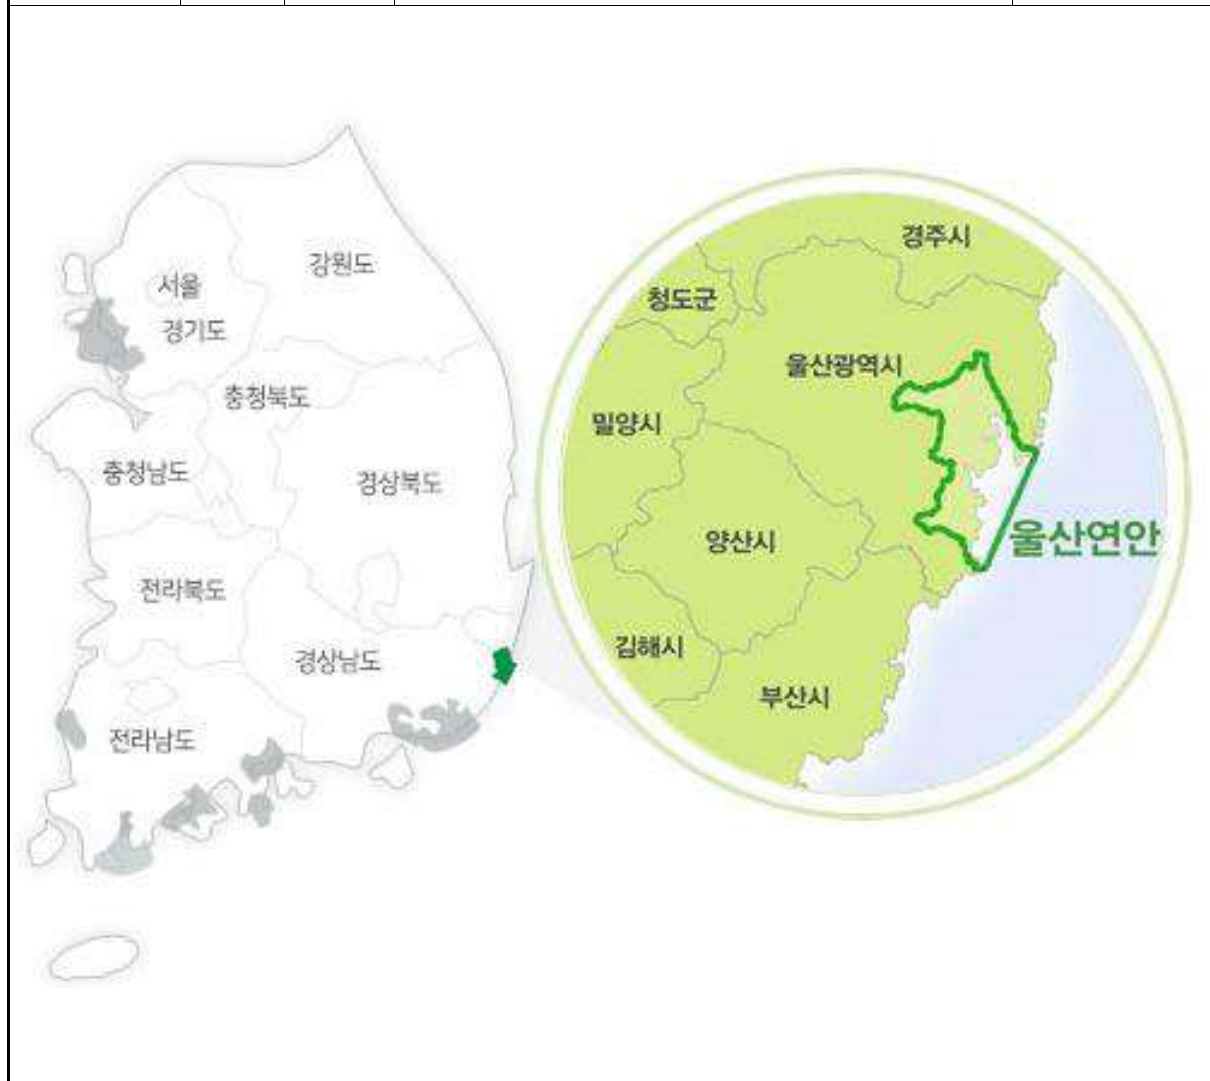 강원도
서울
경기도
충청북도
충청남도
경상북도
전라북도
경상남도
전라남도
경주시
청도군
울산광역시
밀양시
양산시
울산연안
김해시
부산시